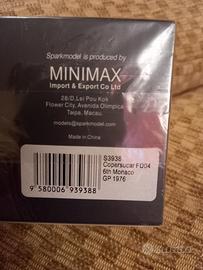 Sparkmodel is produced by
MINIMAX
Import & Export Co Ltd
28/D,Lei Pou Kok
Flower City, Avenida Olimpica
Taipa, Macau.
models@sparkmodel.com
Made in China
S3938
Copersucar FD04
6th Monaco
GP 1976
9 580006 939388